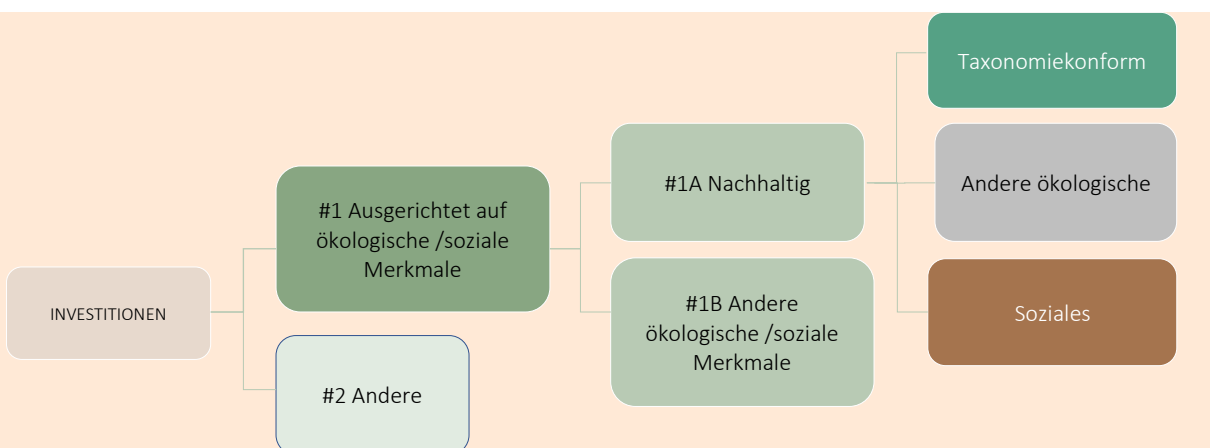 INVESTITIONEN
#1 Ausgerichtet auf
ökologische /soziale
Merkmale
#2 Andere
#1A Nachhaltig
#1B Andere
ökologische /soziale
Merkmale
Taxonomiekonform
Andere ökologische
Soziales